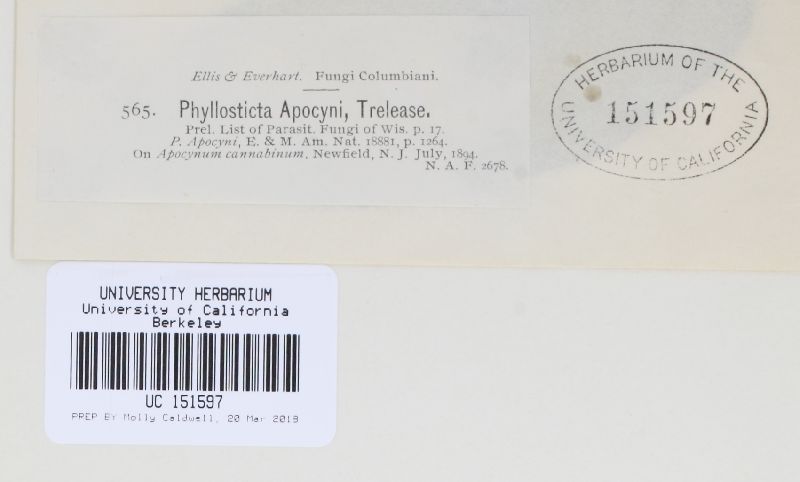 Ellis & Everhart. Fungi Columbiani.
565. Phyllosticta Apocyni, Trelease.
Prel. List of Parasit. Fungi of Wis. p. 17.
P. Apocyni, E. & M. Am. Nat. 18881, p. 1264.
On Apocynum cannabinum, Newfield, N. J. July, 1894.
N. A. F. 2678.
HERBARIUM OF THE
151597
UNIVERSITY OF CALIFORNIA
UNIVERSITY HERBARIUM
University of California
Berkeley
UC 151597
PREP BY Molly Caldwell, 20 Mar 2018